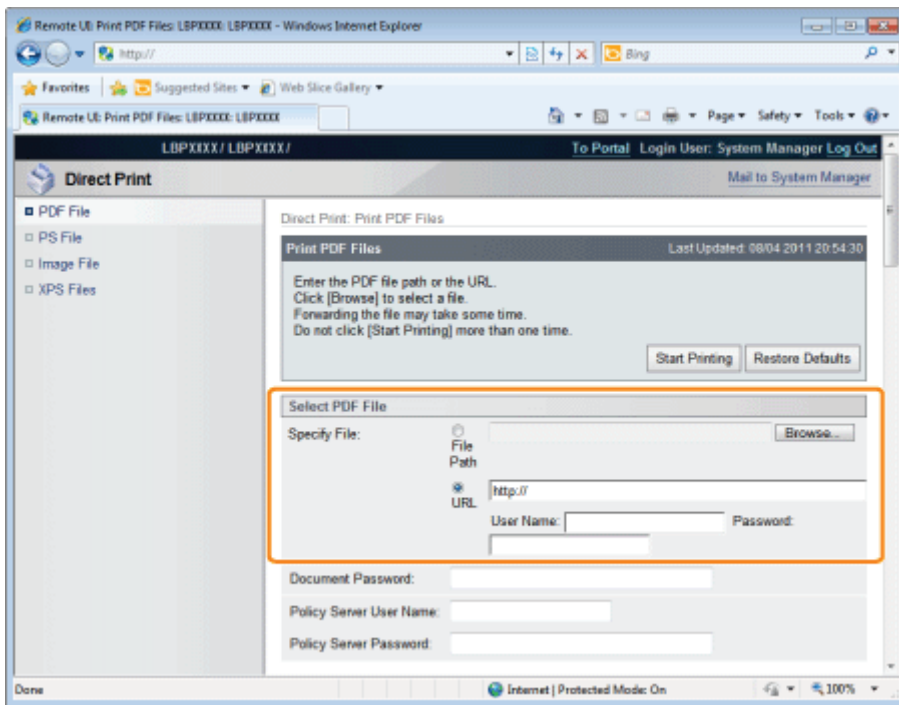 Remote UI: Print PDF Files: LBPXXXX: LBPXXXX - Windows Internet Explorer
http://
Bing
Favorites Suggested Sites Web Slice Gallery
Remote UI: Print PDF Files: LBPXXXX: LBPXXXX
Page Safety Tools
LBPXXXX / LBPXXXX /
To Portal Login User: System Manager Log Out
Direct Print
Mail to System Manager
PDF File
PS File
Image File
XPS Files
Direct Print: Print PDF Files
Print PDF Files Last Updated: 08/04 2011 20:54:30
Enter the PDF file path or the URL.
Click [Browse] to select a file.
Forwarding the file may take some time.
Do not click [Start Printing] more than one time.
Start Printing Restore Defaults
Select PDF File
Specify File:
File Path
Browse...
URL
http://
User Name: Password:
Document Password:
Policy Server User Name:
Policy Server Password:
Done Internet | Protected Mode: On 100%